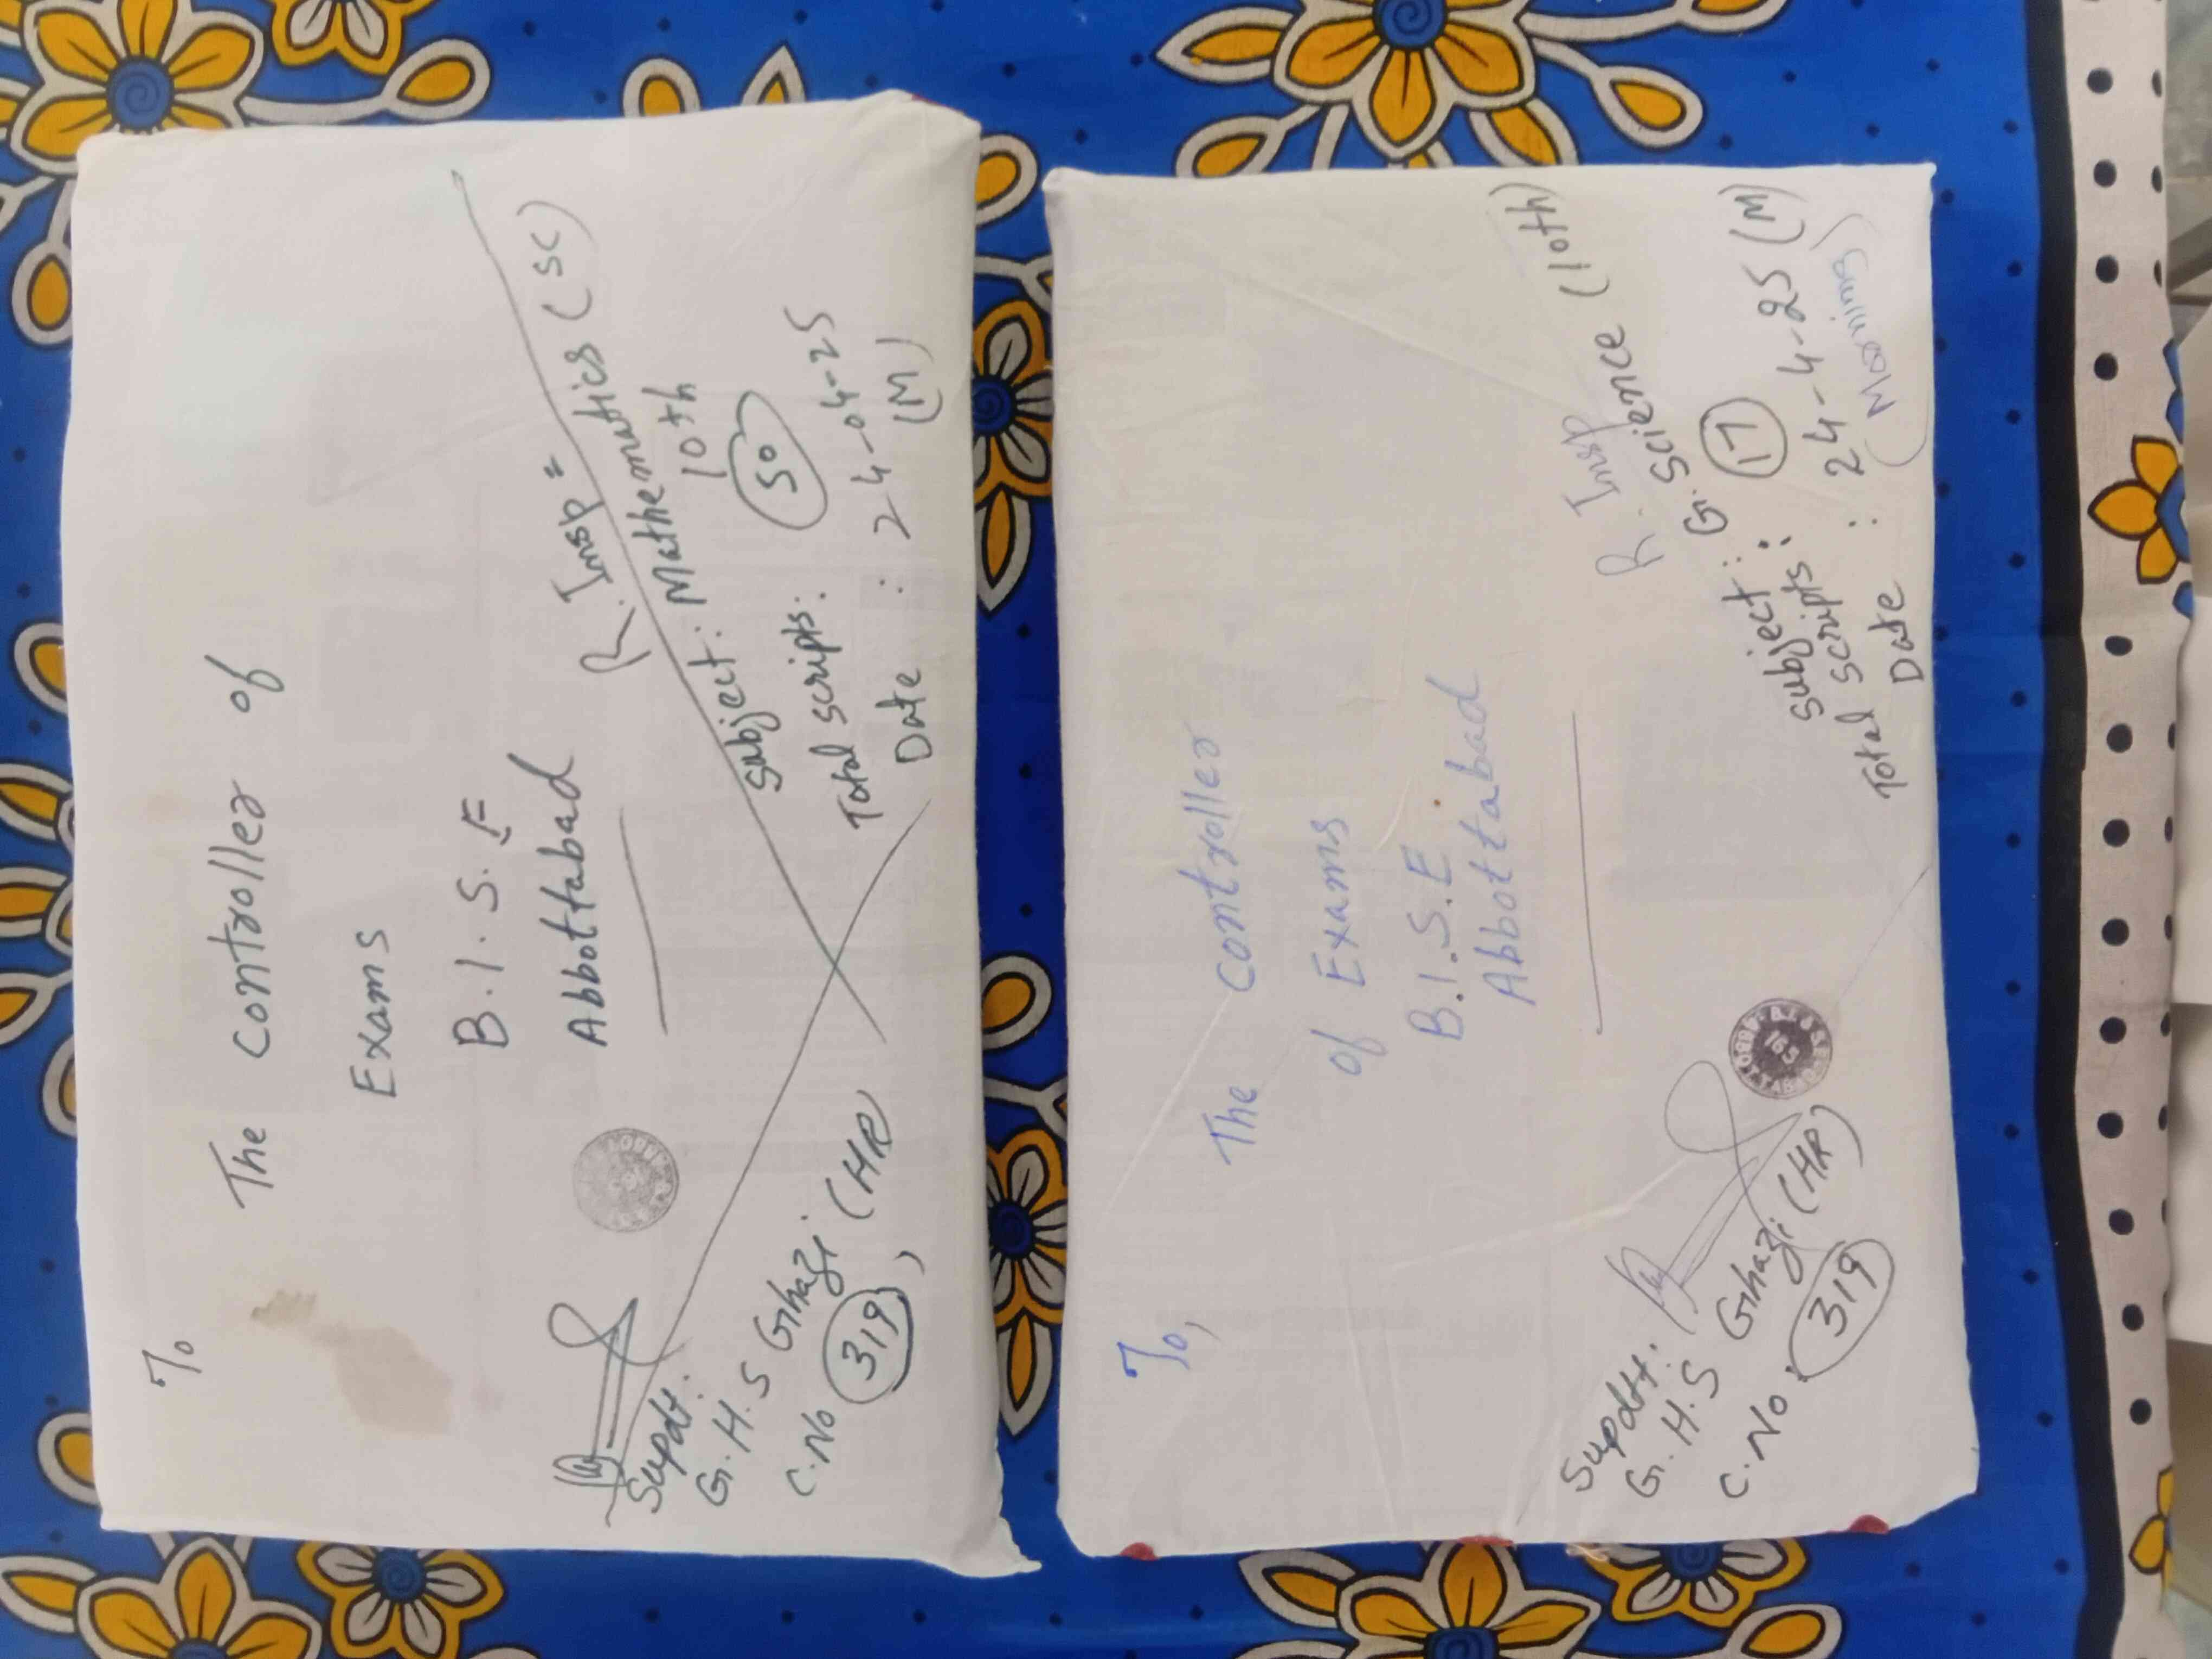 To
The Controller of
Exams
B.I.S.E
Abbottabad
R. Insp =
Subject: Mathematics (SC)
10th
Total scripts: 50
Date : 24-04-25
(M)
Supdt:
G.H.S Ghazi (HR)
C.No 319,
To,
The Controller
of Exams
B.I.S.E
Abbottabad
R. Insp
Subject: G. Science (10th)
Total scripts: 17
Date : 24-4-25 (M)
(Morning)
165
Supdtt:
G.H.S Ghazi (HR)
C.No: 319